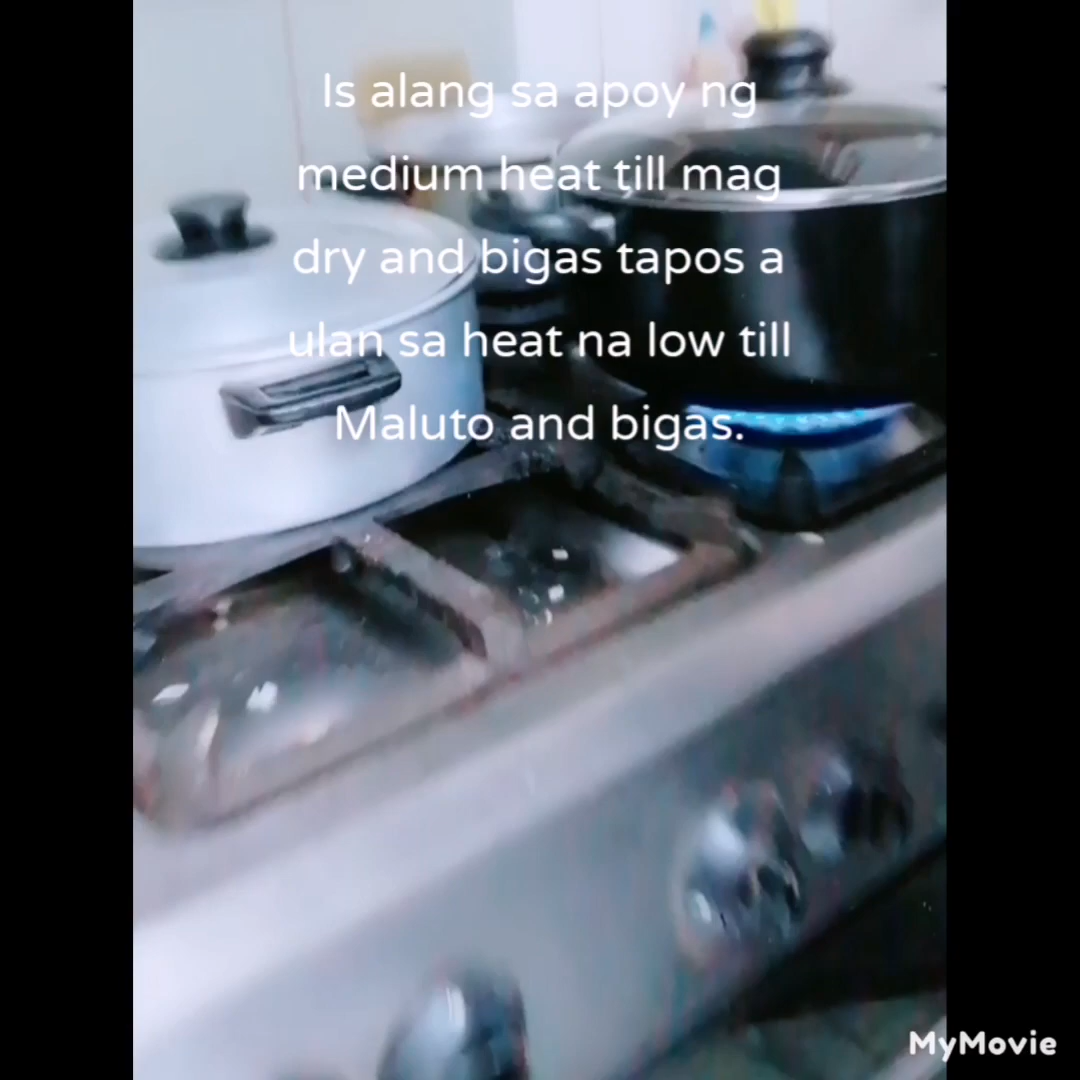 Is alang sa apoy ng
medium heat till mag
dry and bigas tapos a
ulan sa heat na low till
Maluto and bigas.
MyMovie